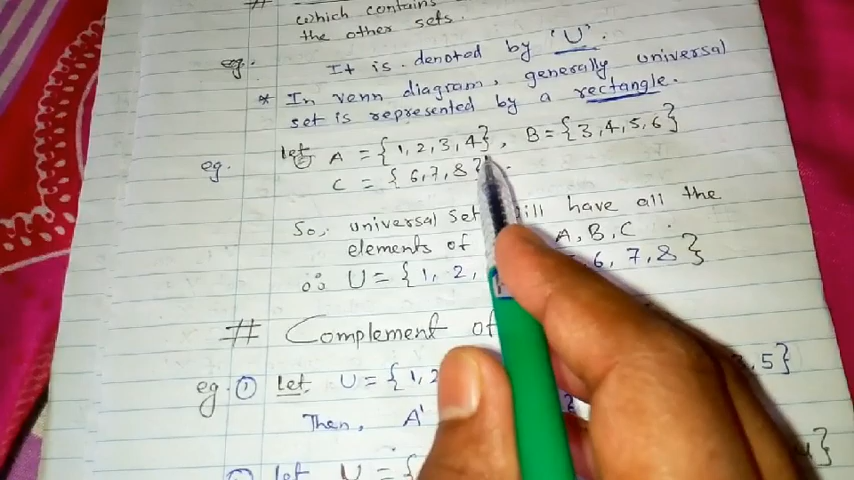 #
which contains
the other sets.
eg: It is denoted by 'U'.
* In venn diagram, generally universal
set is represented by a rectangle.
eg. let A = {1,2,3,4}, B={3,4,5,6}
C = {6,7,8}.
So, universal set will have all the
elements of A, B, C.
∴ U = {1, 2, 6, 7, 8}
# Complement of
eg ① Let U = {1,2 3,5}
Then, A'
let U = {